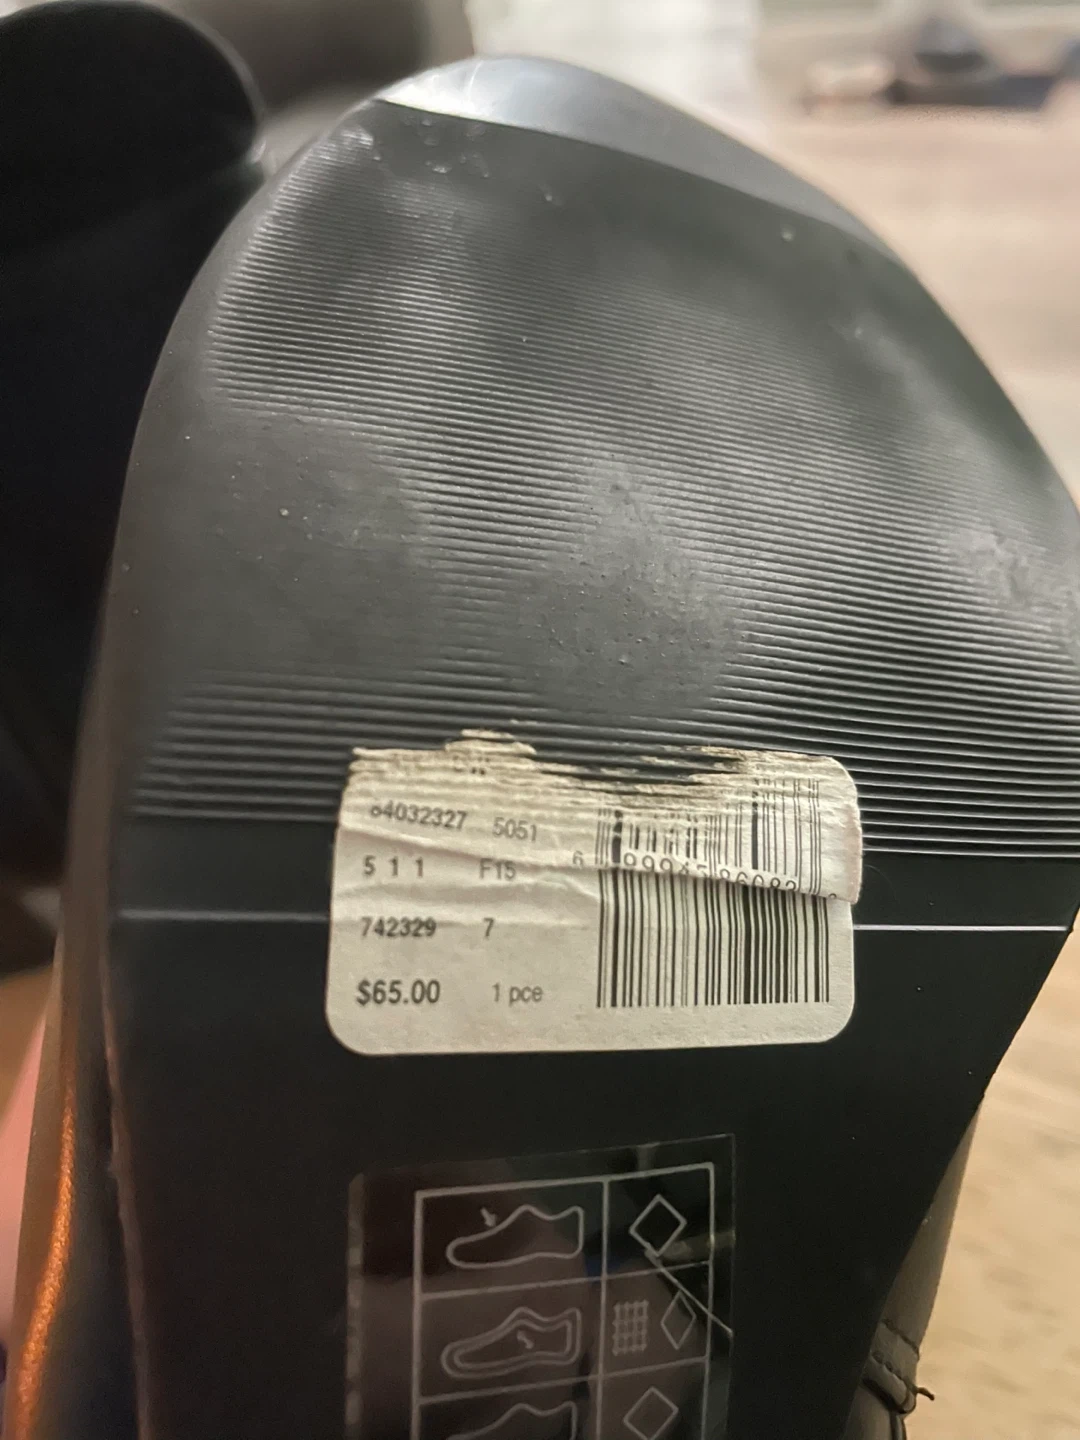 84032327 5051
5 1 1 F15
742329 7
$65.00 1 pce